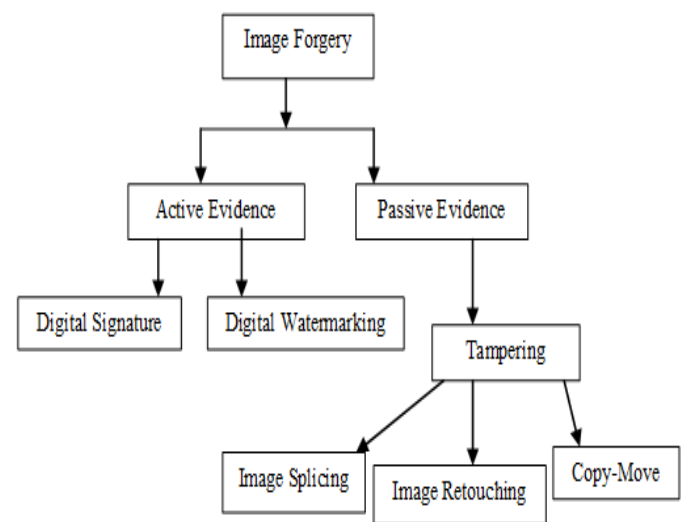 Image Forgery
Active Evidence
Passive Evidence
Digital Signature
Digital Watermarking
Tampering
Image Splicing
Image Retouching
Copy-Move